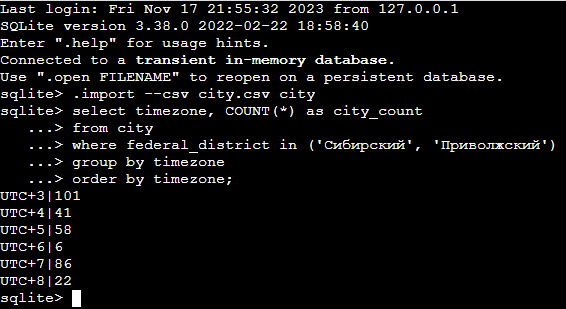 Last login: Fri Nov 17 21:55:32 2023 from 127.0.0.1
SQLite version 3.38.0 2022-02-22 18:58:40
Enter ".help" for usage hints.
Connected to a transient in-memory database.
Use ".open FILENAME" to reopen on a persistent database.
sqlite> .import --csv city.csv city
sqlite> select timezone, COUNT(*) as city_count
   ...> from city
   ...> where federal_district in ('Сибирский', 'Приволжский')
   ...> group by timezone
   ...> order by timezone;
UTC+3|101
UTC+4|41
UTC+5|58
UTC+6|6
UTC+7|86
UTC+8|22
sqlite>